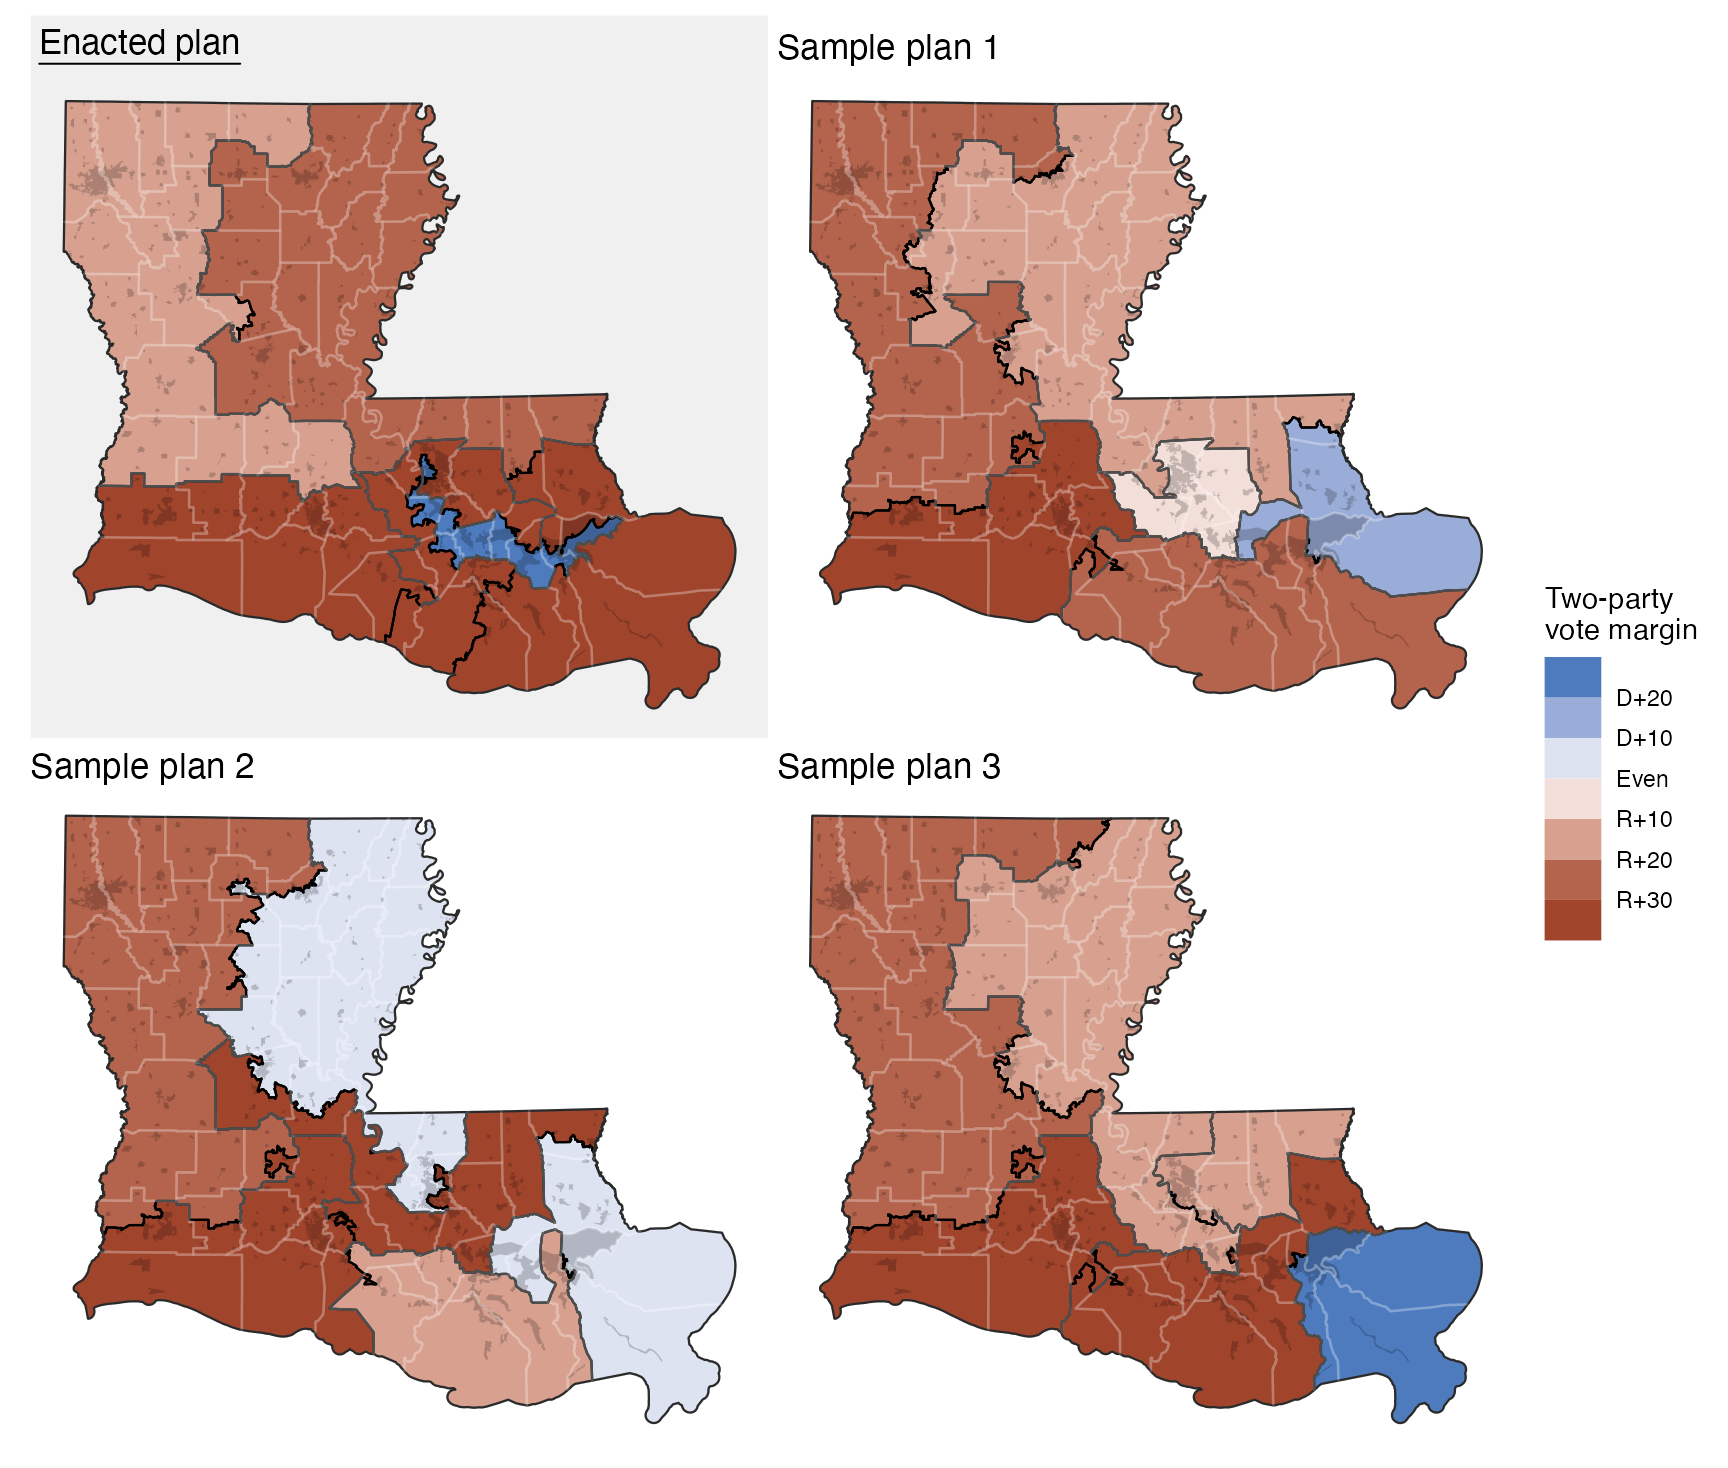 Enacted plan
Sample plan 1
Sample plan 2
Sample plan 3
Two-party
vote margin
D+20
D+10
Even
R+10
R+20
R+30